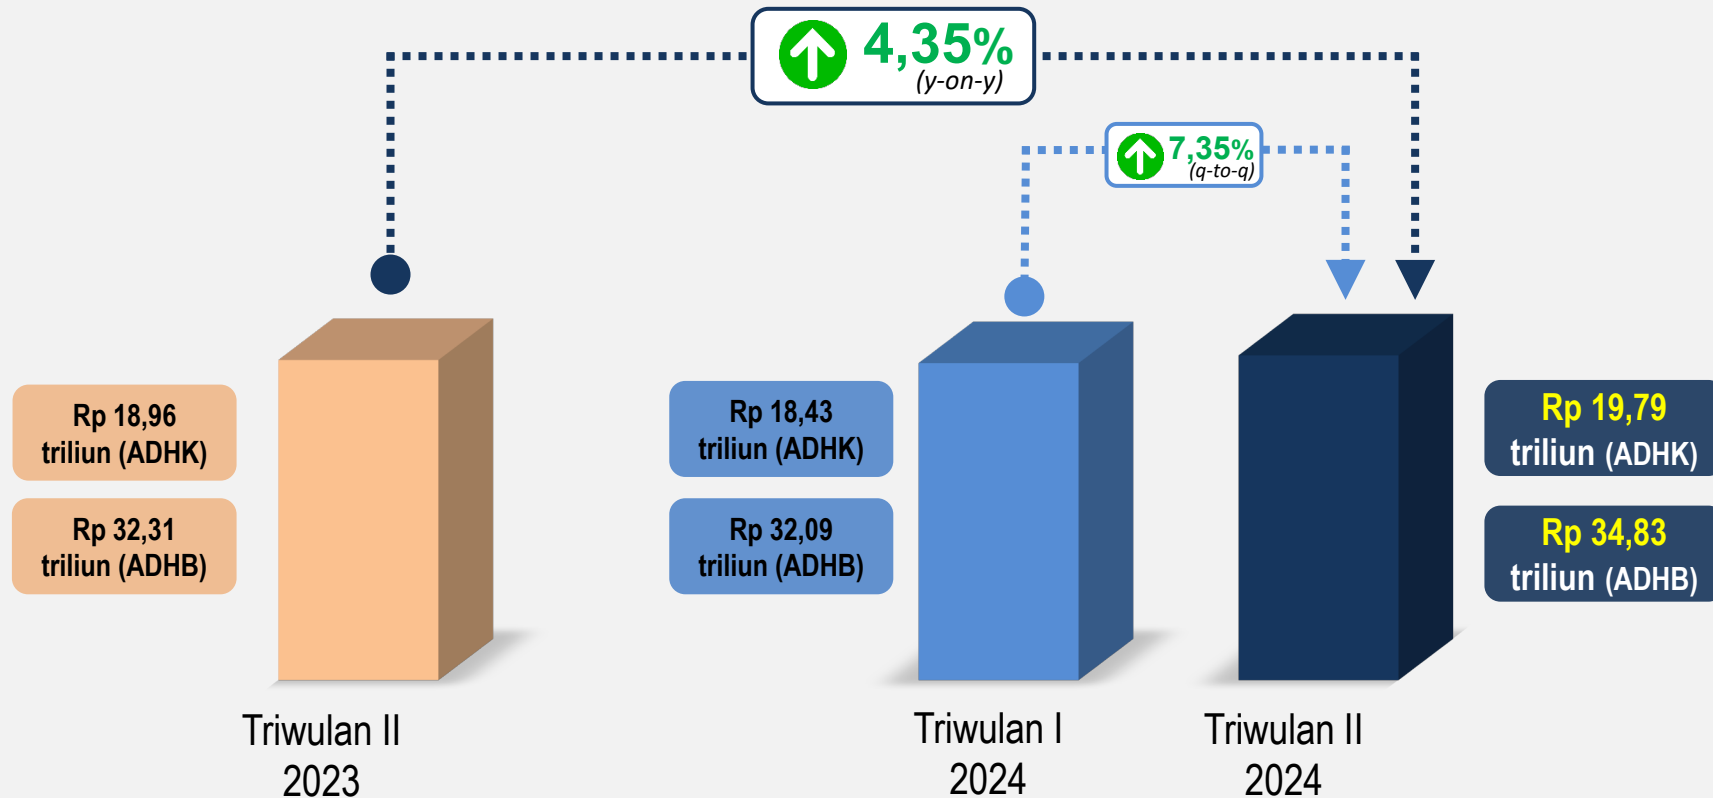 4,35%
(y-on-y)
7,35%
(q-to-q)
Rp 18,96
triliun (ADHK)
Rp 32,31
triliun (ADHB)
Rp 18,43
triliun (ADHK)
Rp 32,09
triliun (ADHB)
Rp 19,79
triliun (ADHK)
Rp 34,83
triliun (ADHB)
Triwulan II
2023
Triwulan I
2024
Triwulan II
2024